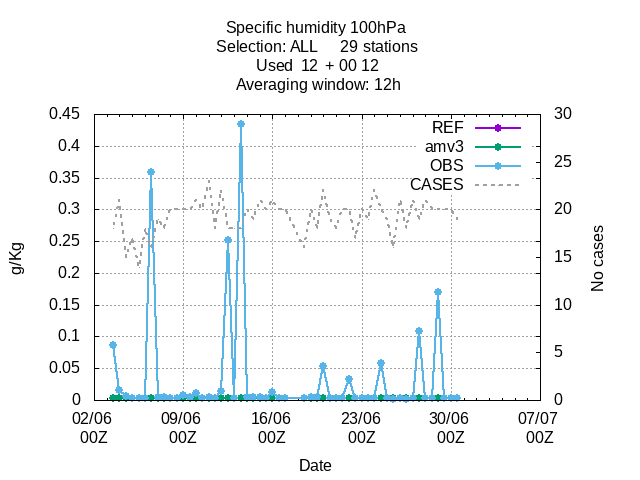 Specific humidity 100hPa
Selection: ALL     29 stations
Used  12  + 00 12
Averaging window: 12h
REF
amv3
OBS
CASES
g/Kg
0.45
0.4
0.35
0.3
0.25
0.2
0.15
0.1
0.05
0
30
25
20
15
10
5
0
No cases
02/06 09/06 16/06 23/06 30/06 07/07
00Z 00Z 00Z 00Z 00Z 00Z
Date